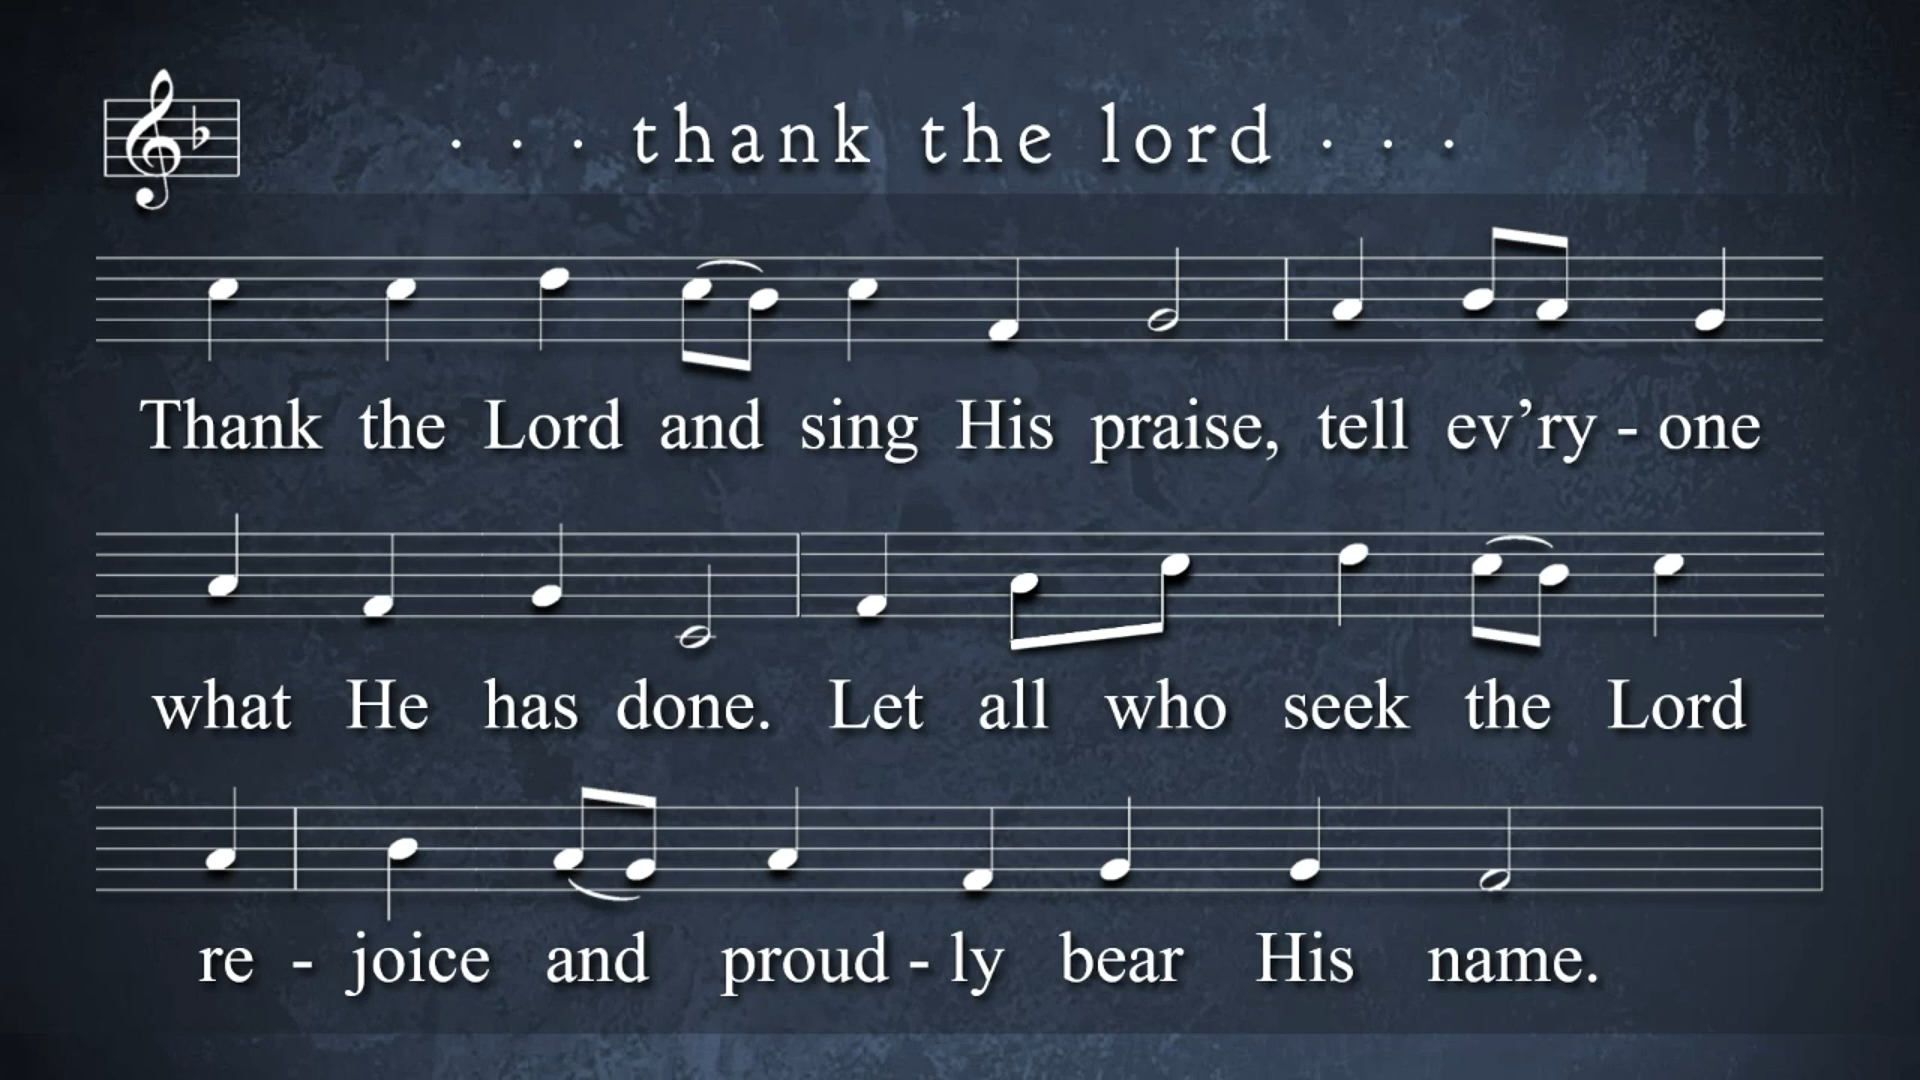 · · · thank the lord · · ·
Thank the Lord and sing His praise, tell ev’ry - one
what He has done. Let all who seek the Lord
re - joice and proud - ly bear His name.